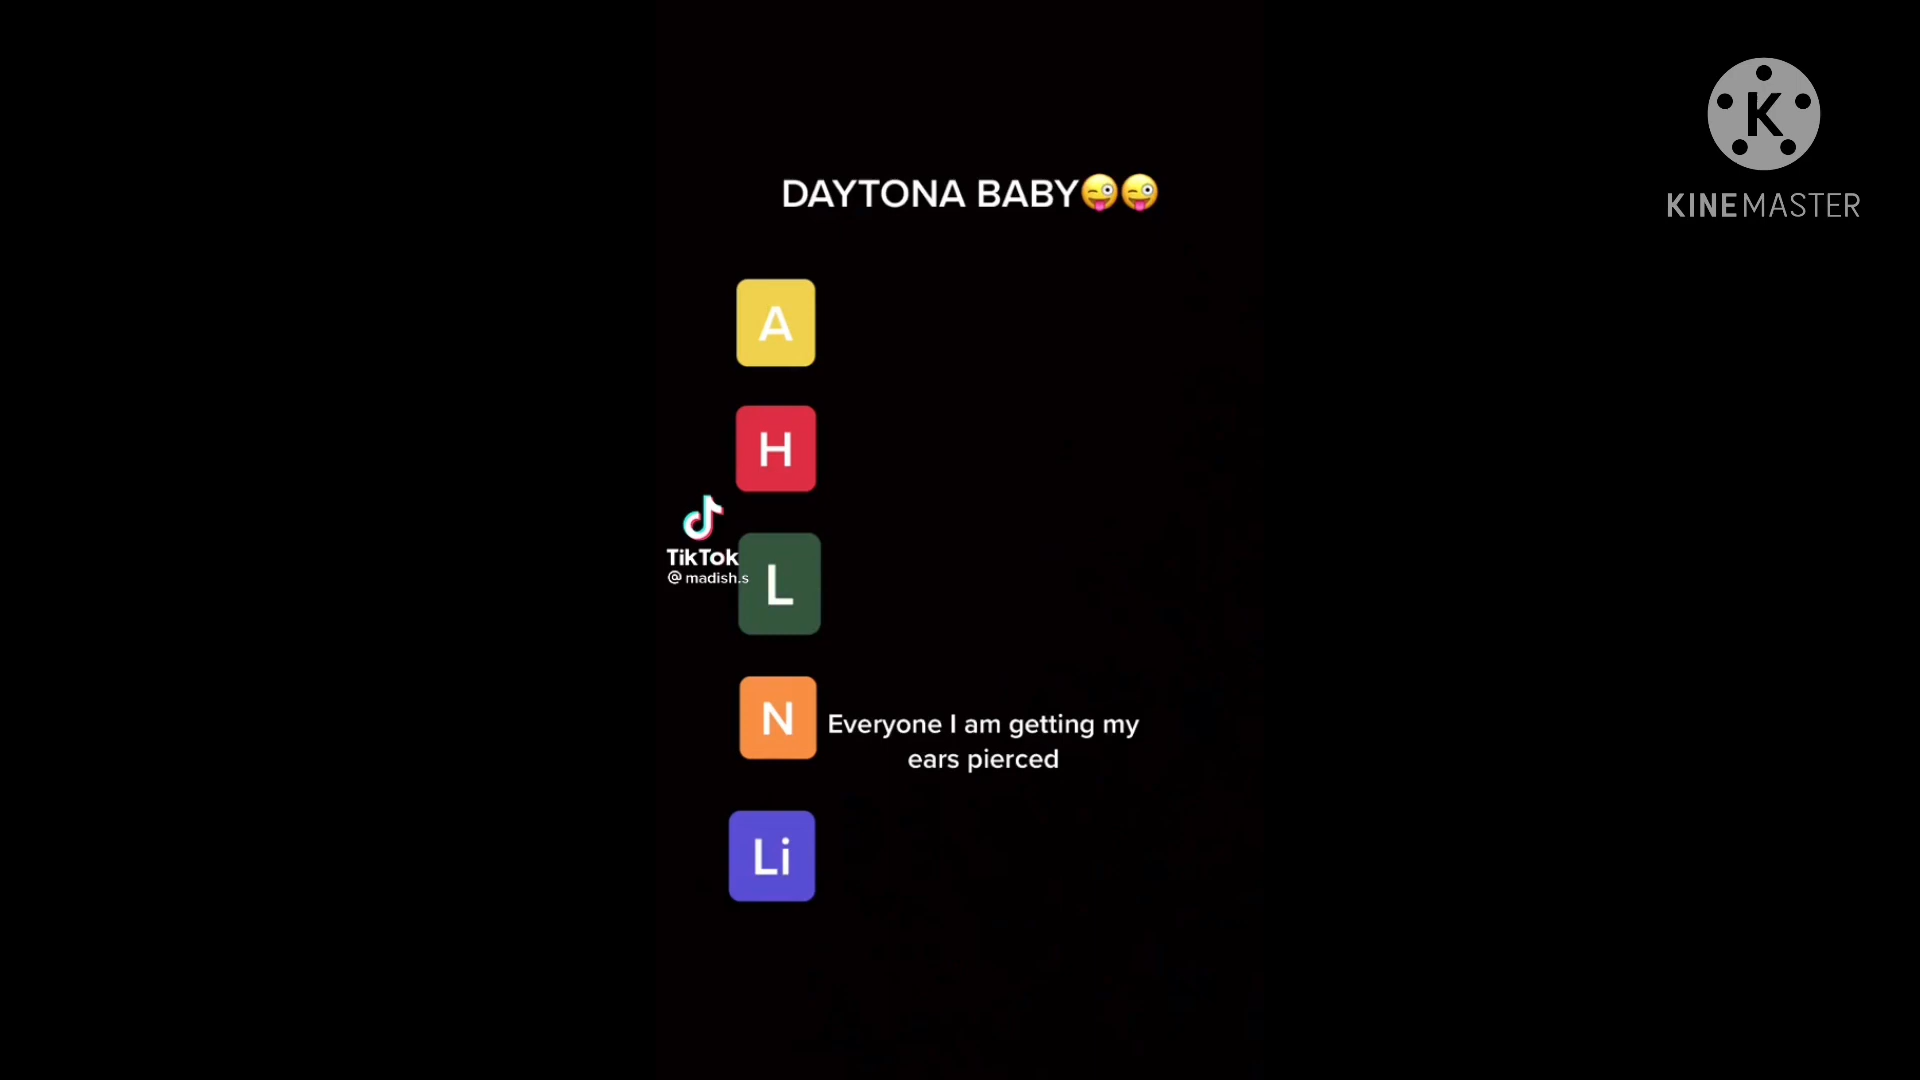 K
KINEMASTER
DAYTONA BABY😜😜
A
H
TikTok
@ madish.s
L
N
Everyone I am getting my
ears pierced
Li